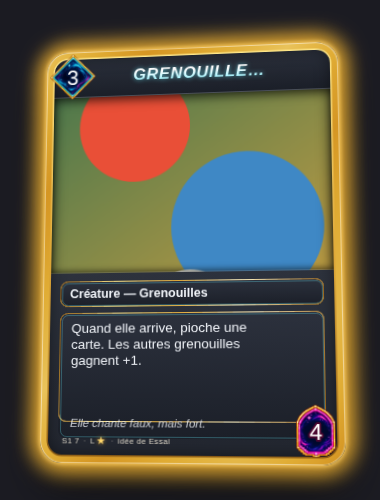 3
GRENOUILLE…
Créature — Grenouilles
Quand elle arrive, pioche une
carte. Les autres grenouilles
gagnent +1.
Elle chante faux, mais fort.
S1 7 · L ★ · Idée de Essai
4